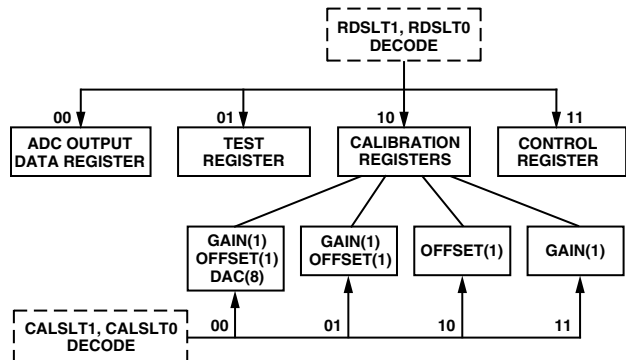 RDSLT1, RDSLT0
DECODE
00
01
10
11
ADC OUTPUT
DATA REGISTER
TEST
REGISTER
CALIBRATION
REGISTERS
CONTROL
REGISTER
GAIN(1)
OFFSET(1)
DAC(8)
GAIN(1)
OFFSET(1)
OFFSET(1)
GAIN(1)
CALSLT1, CALSLT0
DECODE
00
01
10
11